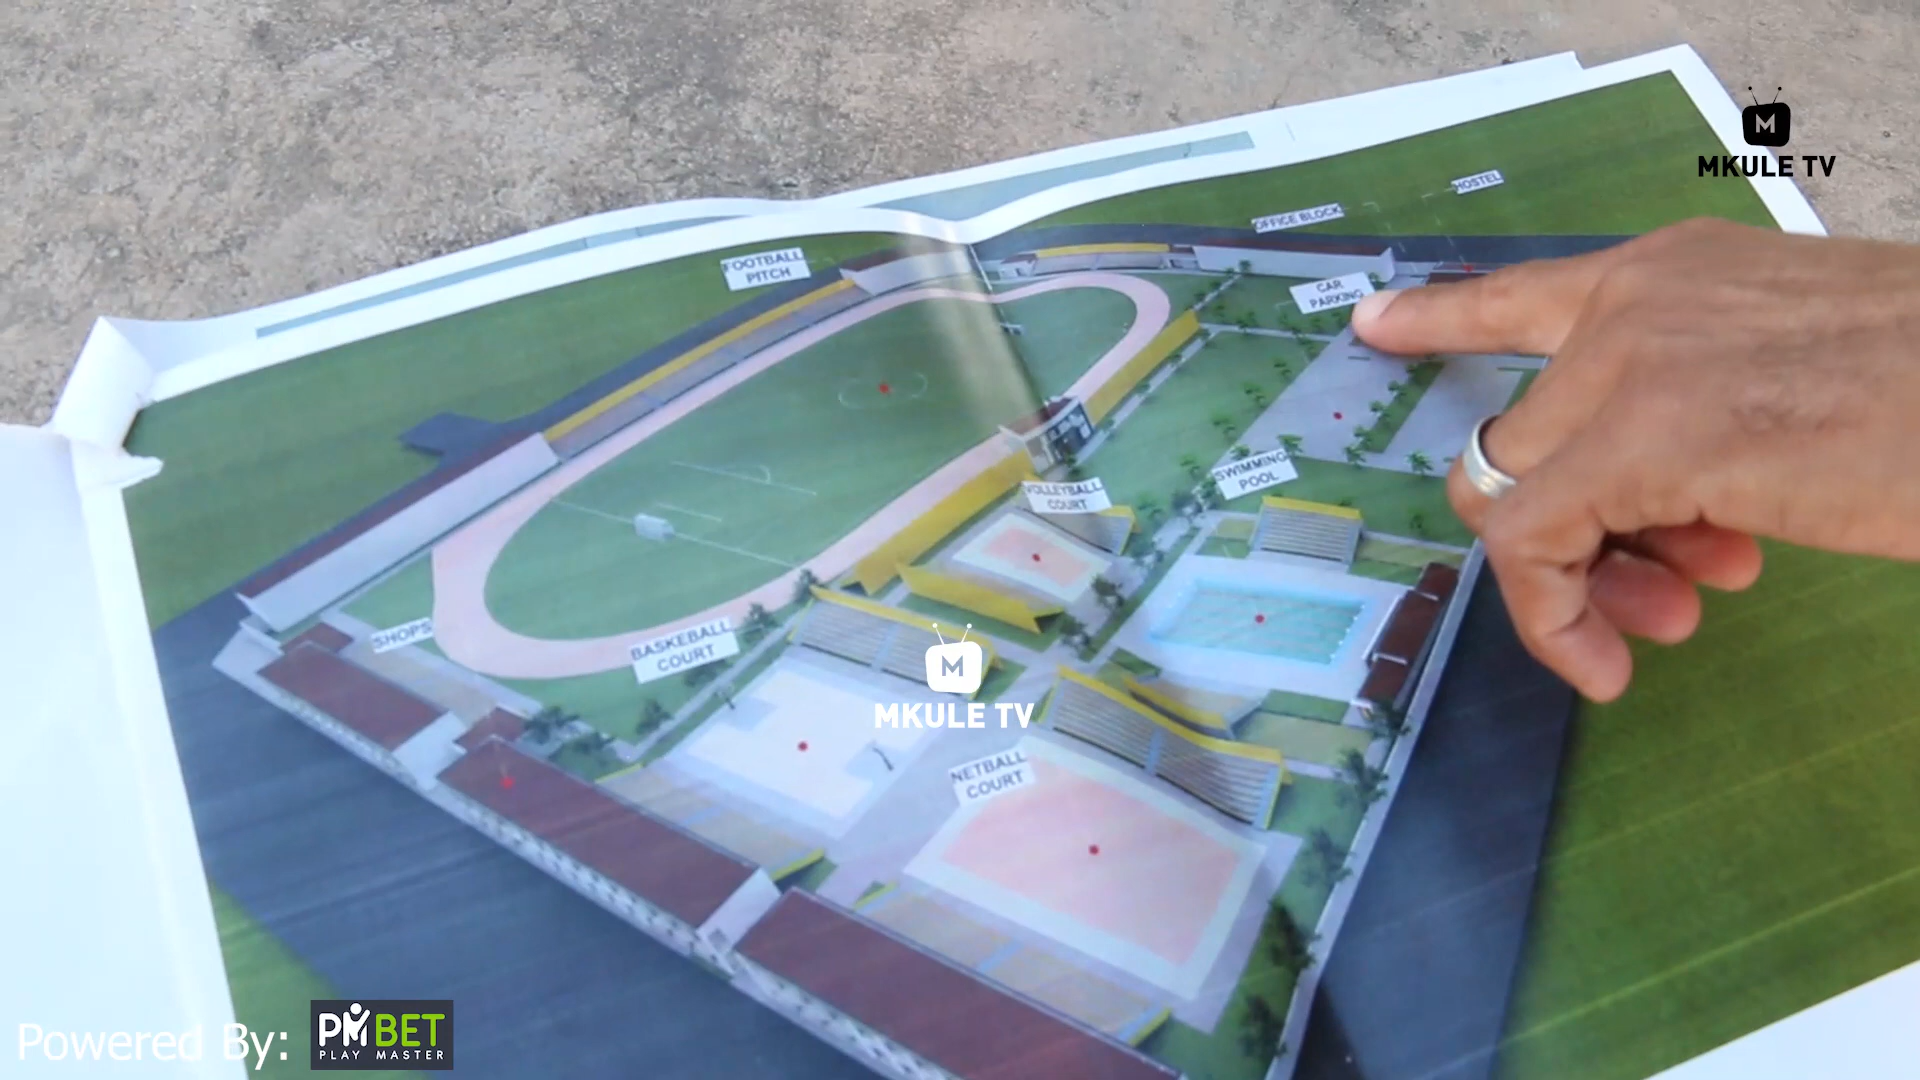 MKULE TV
HOSTEL
OFFICE BLOCK
FOOTBALL
PITCH
CAR
PARKING
SWIMMING
POOL
VOLLEYBALL
COURT
SHOPS
BASKEBALL
COURT
MKULE TV
NETBALL
COURT
Powered By:
PMBET
PLAY MASTER